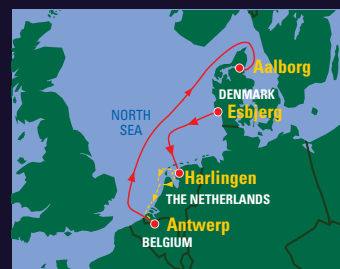 Aalborg
DENMARK
NORTH
SEA
Esbjerg
Harlingen
THE NETHERLANDS
Antwerp
BELGIUM